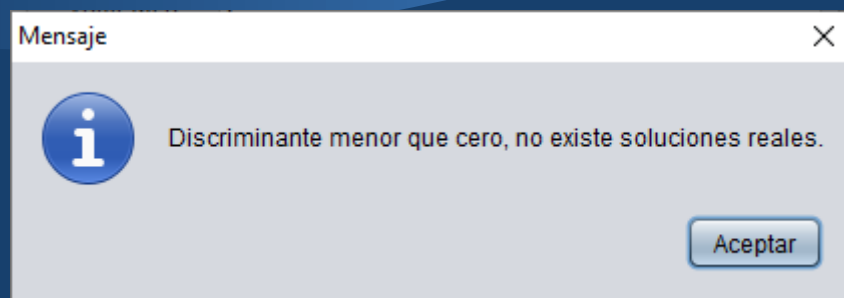 Mensaje
Discriminante menor que cero, no existe soluciones reales.
Aceptar